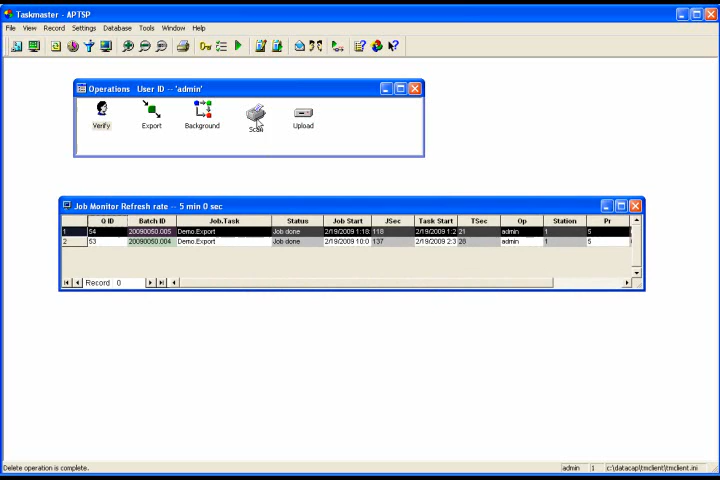 Taskmaster - APTSP
File View Record Settings Database Tools Window Help
Operations User ID -- 'admin'
Verify Export Background Scan Upload
Job Monitor Refresh rate -- 5 min 0 sec
Q ID Batch ID Job.Task Status Job Start JSec Task Start TSec Op Station Pr
1 54 20090050.005 Demo.Export Job done 2/19/2009 1:18: 118 2/19/2009 1:2 21 admin 1 5
2 53 20090050.004 Demo.Export Job done 2/19/2009 10:0 137 2/19/2009 2:3 28 admin 1 5
Record 0
Delete operation is complete. admin 1 c:\datacap\tmclient\tmclient.ini